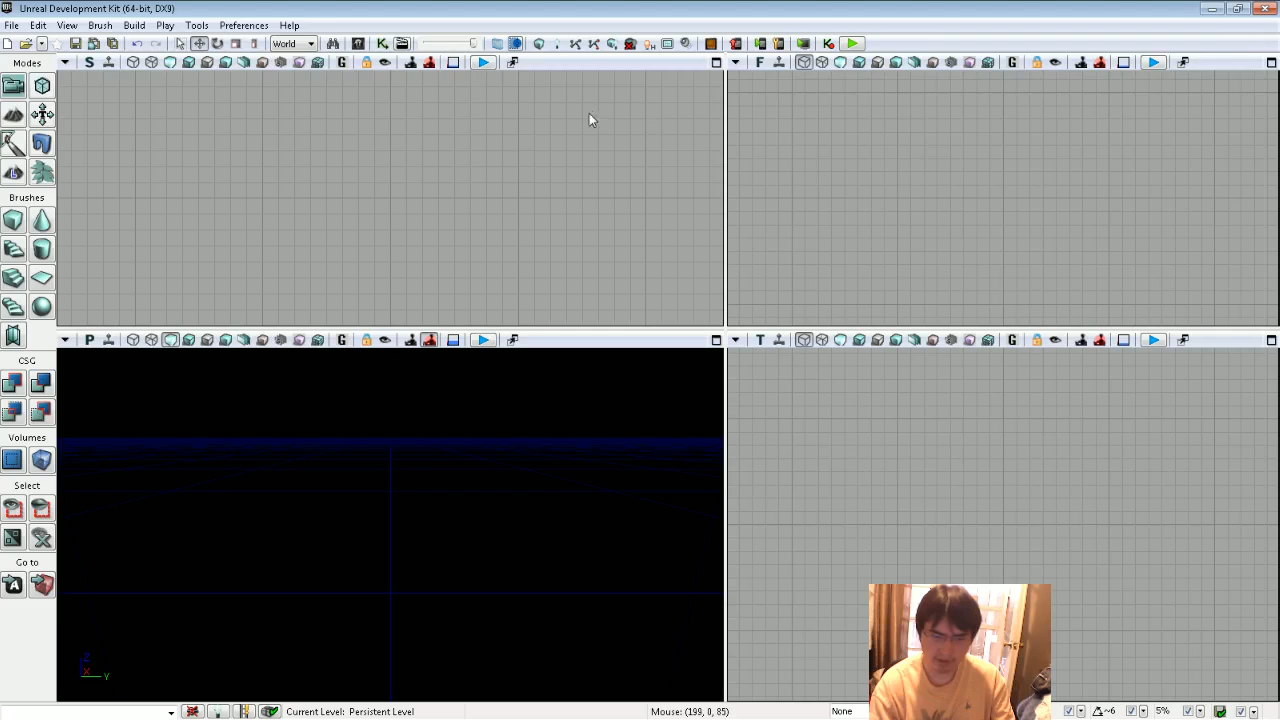 Unreal Development Kit (64-bit, DX9)
File Edit View Brush Build Play Tools Preferences Help
World
Modes S G F G
Brushes
P G T G
CSG
Volumes
Select
Go to
Z
X Y
Current Level: Persistent Level Mouse: (199, 0, 85) None ~6 5%